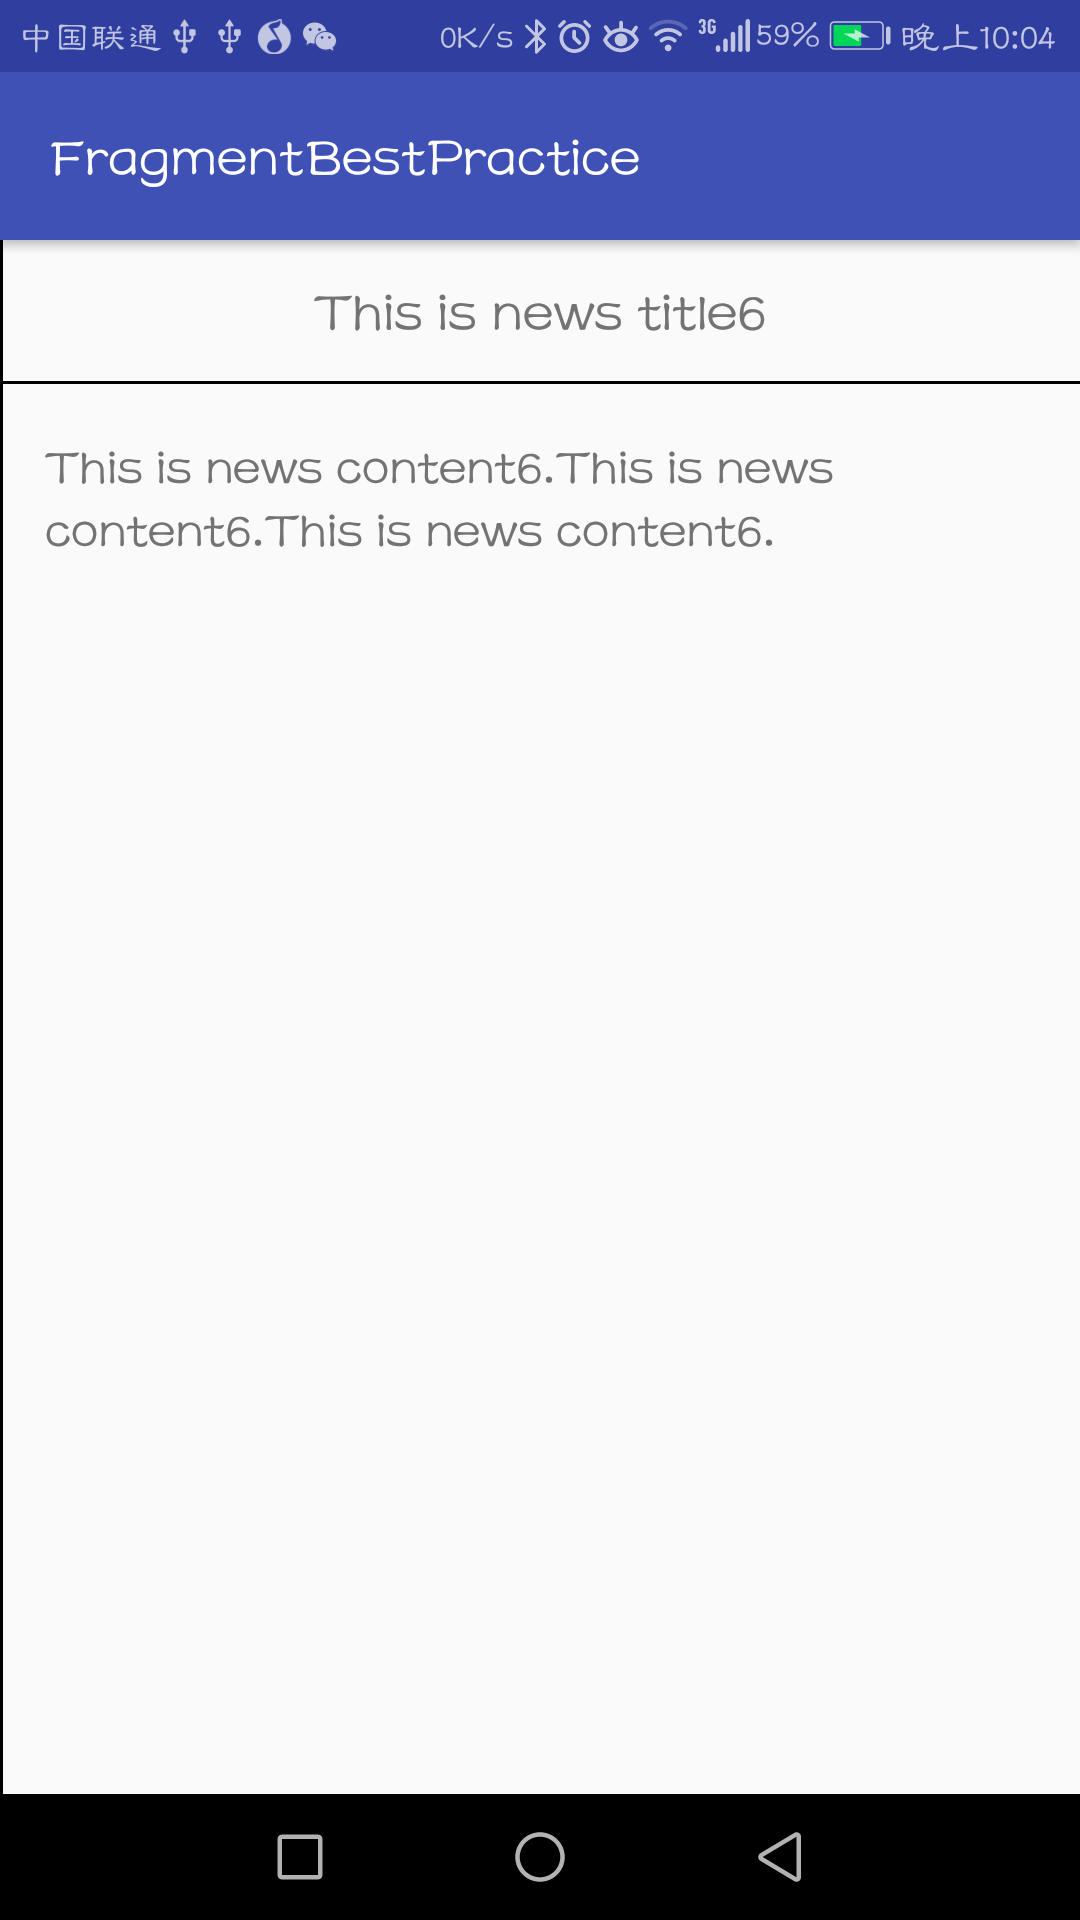 中国联通 0K/s 3G 59% 晚上10:04
FragmentBestPractice
This is news title6
This is news content6.This is news
content6.This is news content6.